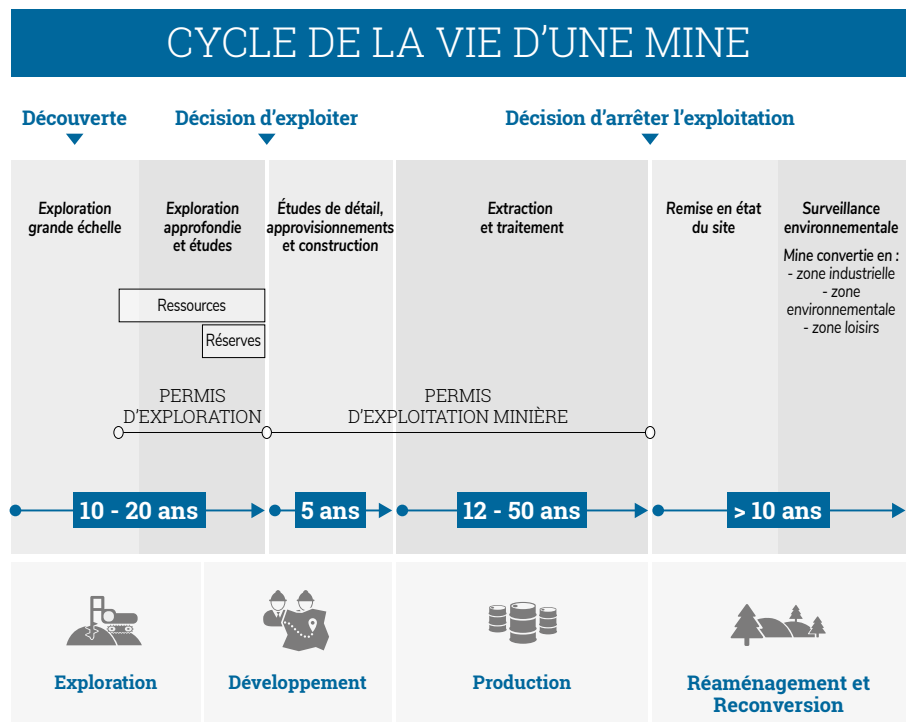 CYCLE DE LA VIE D’UNE MINE
Découverte
Décision d’exploiter
Décision d’arrêter l’exploitation
Exploration
grande échelle
Exploration
approfondie
et études
Études de détail,
approvisionnements
et construction
Extraction
et traitement
Remise en état
du site
Surveillance
environnementale
Mine convertie en :
- zone industrielle
- zone
environnementale
- zone loisirs
Ressources
Réserves
PERMIS
D’EXPLORATION
PERMIS
D’EXPLOITATION MINIÈRE
10 - 20 ans
5 ans
12 - 50 ans
> 10 ans
Exploration
Développement
Production
Réaménagement et
Reconversion